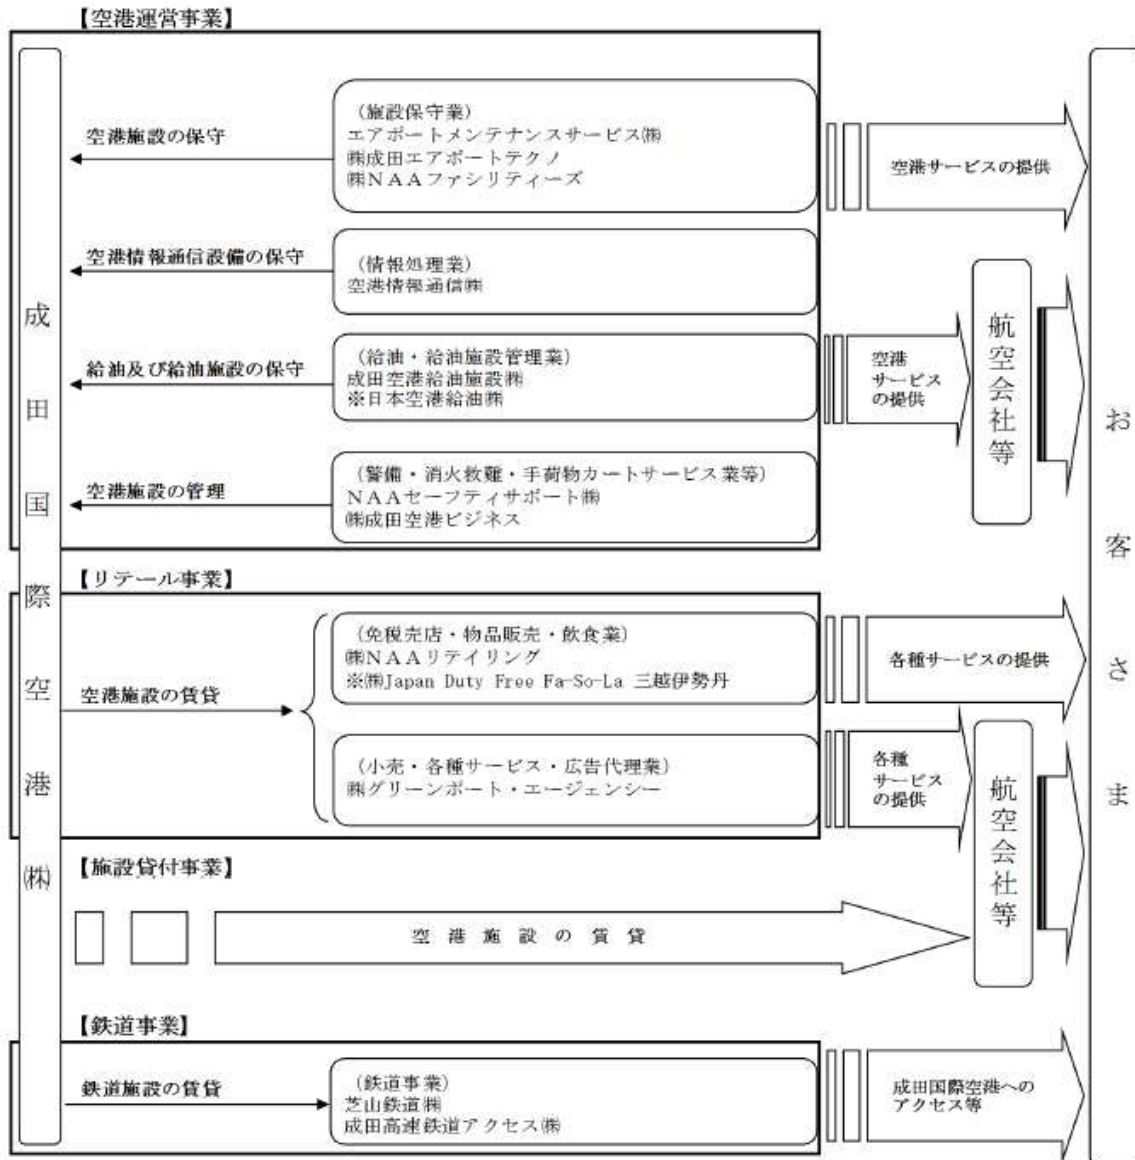 【空港運営事業】
空港施設の保守
(施設保守業)
エアポートメンテナンスサービス㈱
㈱成田エアポートテクノ
㈱NAAファシリティーズ
空港サービスの提供
空港情報通信設備の保守
(情報処理業)
空港情報通信㈱
給油及び給油施設の保守
(給油・給油施設管理業)
成田空港給油施設㈱
※日本空港給油㈱
空港
サービス
の提供
航空会社等
空港施設の管理
(警備・消火救難・手荷物カートサービス業等)
NAAセーフティサポート㈱
㈱成田空港ビジネス
成田国際空港㈱
お客さま
【リテール事業】
空港施設の賃貸
(免税売店・物品販売・飲食業)
㈱NAAリテイリング
※㈱Japan Duty Free Fa-So-La 三越伊勢丹
各種サービスの提供
(小売・各種サービス・広告代理業)
㈱グリーンポート・エージェンシー
各種
サービス
の提供
航空会社等
【施設貸付事業】
空港施設の賃貸
【鉄道事業】
鉄道施設の賃貸
(鉄道事業)
芝山鉄道㈱
成田高速鉄道アクセス㈱
成田国際空港への
アクセス等